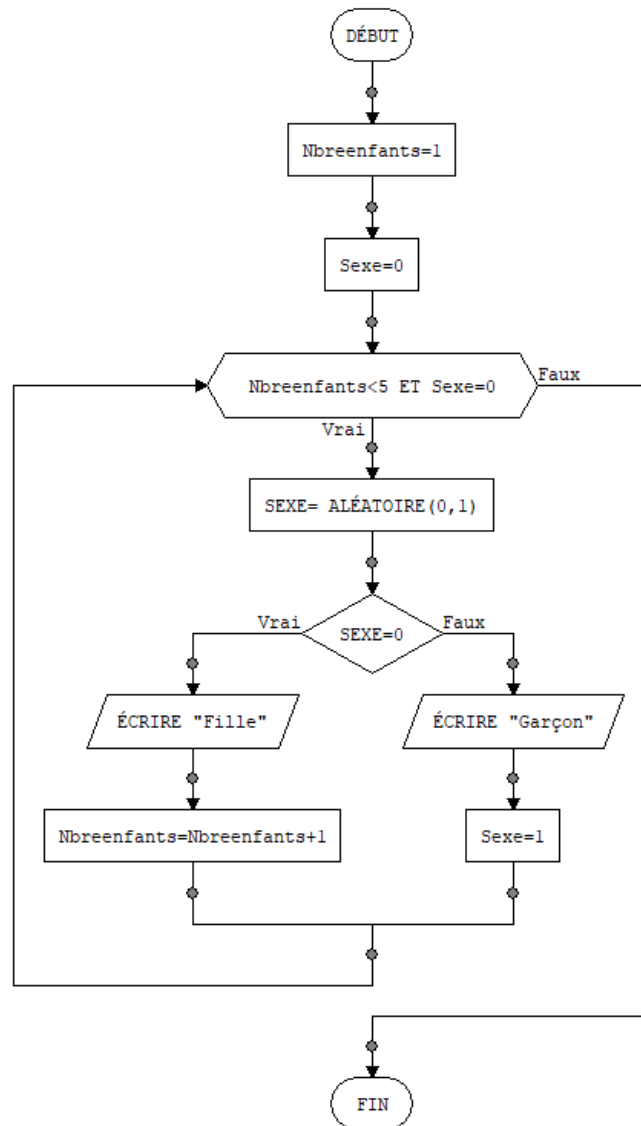 DÉBUT
Nbreenfants=1
Sexe=0
Nbreenfants<5 ET Sexe=0
Faux
Vrai
SEXE= ALÉATOIRE(0,1)
Vrai
SEXE=0
Faux
ÉCRIRE "Fille"
ÉCRIRE "Garçon"
Nbreenfants=Nbreenfants+1
Sexe=1
FIN